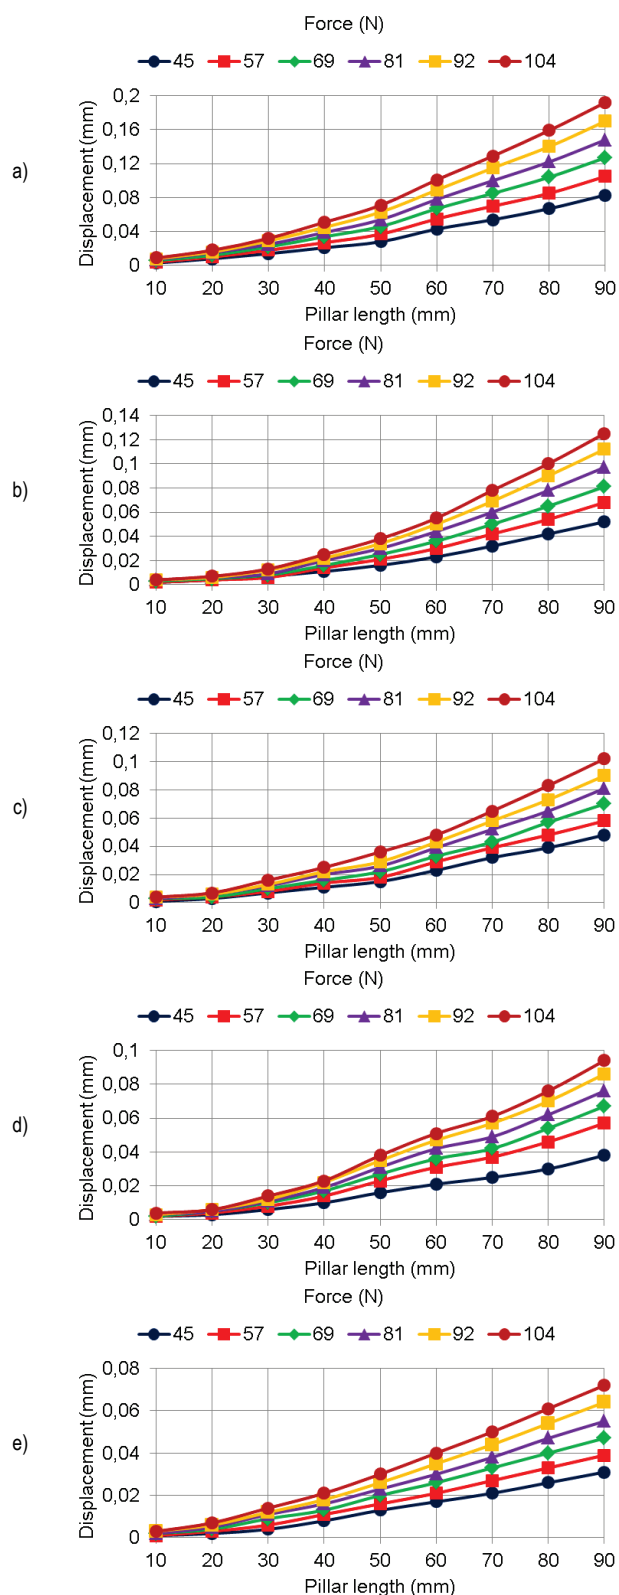 Force (N)
45 57 69 81 92 104
a)
Displacement (mm)
0,2
0,16
0,12
0,08
0,04
0
10 20 30 40 50 60 70 80 90
Pillar length (mm)
Force (N)
45 57 69 81 92 104
b)
Displacement (mm)
0,14
0,12
0,1
0,08
0,06
0,04
0,02
0
10 20 30 40 50 60 70 80 90
Pillar length (mm)
Force (N)
45 57 69 81 92 104
c)
Displacement (mm)
0,12
0,1
0,08
0,06
0,04
0,02
0
10 20 30 40 50 60 70 80 90
Pillar length (mm)
Force (N)
45 57 69 81 92 104
d)
Displacement (mm)
0,1
0,08
0,06
0,04
0,02
0
10 20 30 40 50 60 70 80 90
Pillar length (mm)
Force (N)
45 57 69 81 92 104
e)
Displacement (mm)
0,08
0,06
0,04
0,02
0
10 20 30 40 50 60 70 80 90
Pillar length (mm)